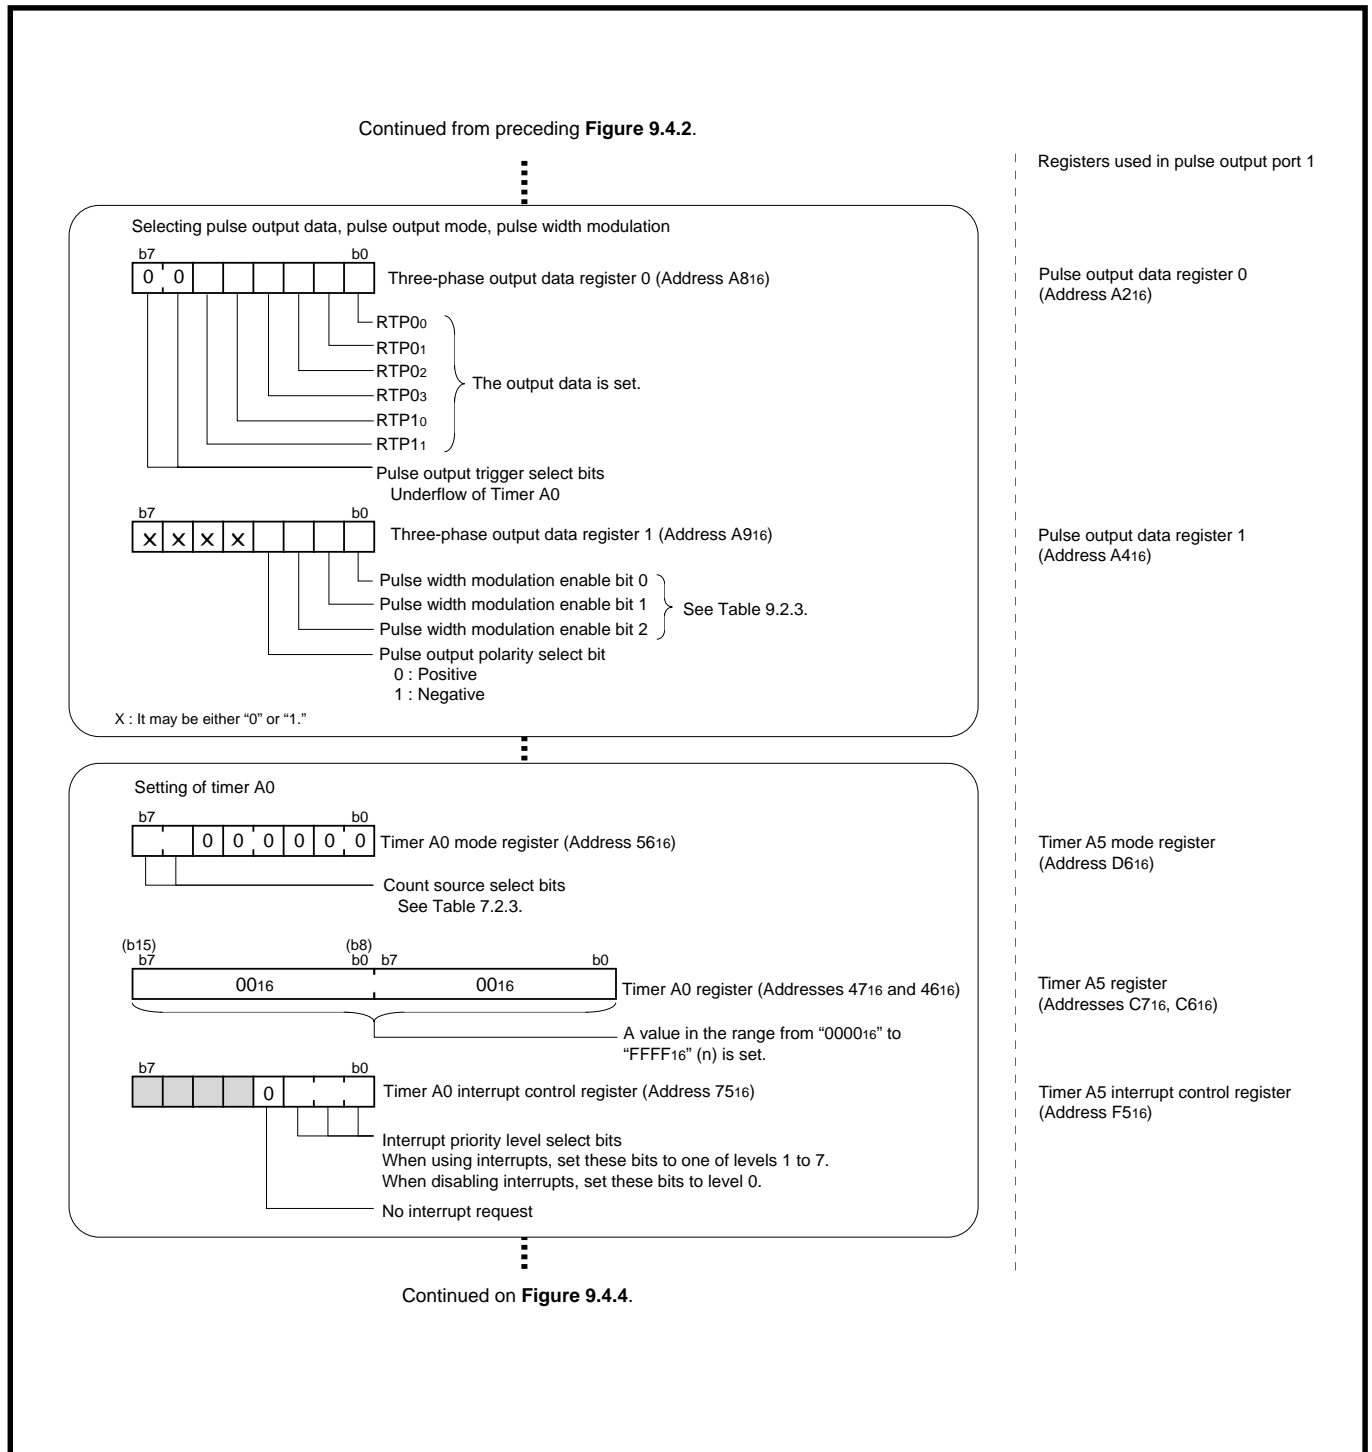 Continued from preceding Figure 9.4.2.
Registers used in pulse output port 1
Selecting pulse output data, pulse output mode, pulse width modulation
b7 b0
0 0 Three-phase output data register 0 (Address A816)
Pulse output data register 0
(Address A216)
RTP00
RTP01
RTP02
The output data is set.
RTP03
RTP10
RTP11
Pulse output trigger select bits
Underflow of Timer A0
b7 b0
X X X X Three-phase output data register 1 (Address A916)
Pulse output data register 1
(Address A416)
Pulse width modulation enable bit 0
Pulse width modulation enable bit 1
See Table 9.2.3.
Pulse width modulation enable bit 2
Pulse output polarity select bit
0 : Positive
1 : Negative
X : It may be either “0” or “1.”
Setting of timer A0
b7 b0
0 0 0 0 0 0 Timer A0 mode register (Address 5616)
Timer A5 mode register
(Address D616)
Count source select bits
See Table 7.2.3.
(b15) (b8)
b7 b0 b7 b0
0016 0016 Timer A0 register (Addresses 4716 and 4616)
Timer A5 register
(Addresses C716, C616)
A value in the range from “000016” to
“FFFF16” (n) is set.
b7 b0
0 Timer A0 interrupt control register (Address 7516)
Timer A5 interrupt control register
(Address F516)
Interrupt priority level select bits
When using interrupts, set these bits to one of levels 1 to 7.
When disabling interrupts, set these bits to level 0.
No interrupt request
Continued on Figure 9.4.4.